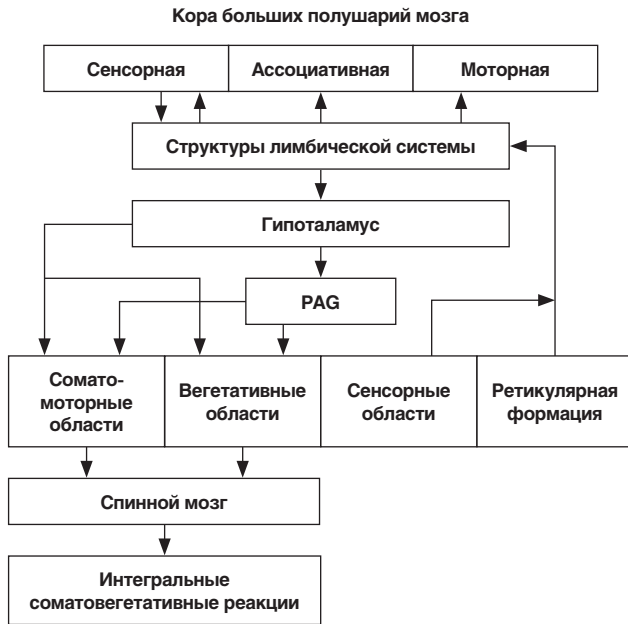 Кора больших полушарий мозга
Сенсорная
Ассоциативная
Моторная
Структуры лимбической системы
Гипоталамус
PAG
Сомато-
моторные
области
Вегетативные
области
Сенсорные
области
Ретикулярная
формация
Спинной мозг
Интегральные
соматовегетативные реакции